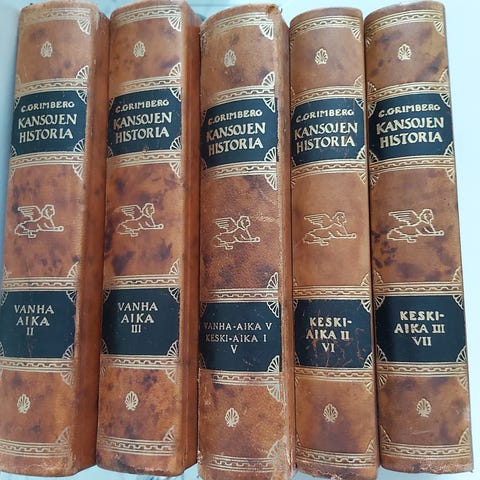 C.GRIMBERG
KANSOJEN
HISTORIA
VANHA
AIKA
II
C.GRIMBERG
KANSOJEN
HISTORIA
VANHA
AIKA
III
C.GRIMBERG
KANSOJEN
HISTORIA
VANHA-AIKA V
KESKI-AIKA I
V
C.GRIMBERG
KANSOJEN
HISTORIA
KESKI-
AIKA II
VI
C.GRIMBERG
KANSOJEN
HISTORIA
KESKI-
AIKA III
VII